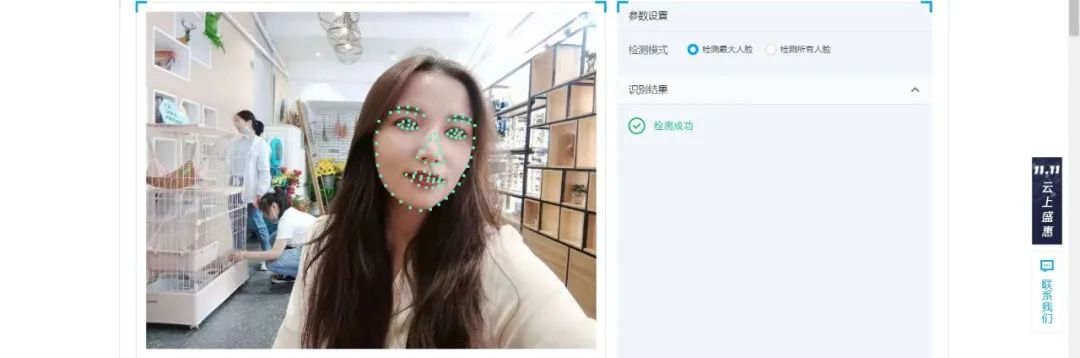 参数设置
检测模式
检测最大人脸
检测所有人脸
识别结果
检测成功
11.11
云上盛惠
联系我们